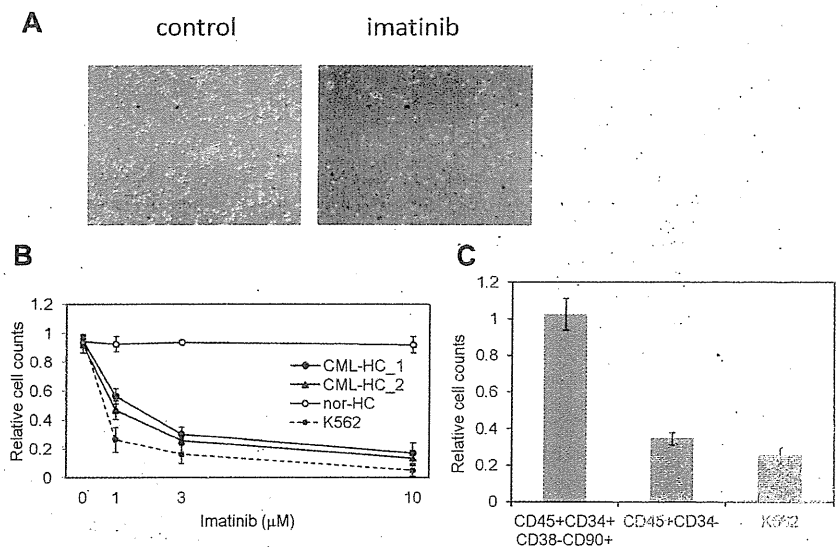 A
control
imatinib
B
1.2
1
0.8
0.6
0.4
0.2
0
Relative cell counts
CML-HC_1
CML-HC_2
nor-HC
K562
0
1
3
10
Imatinib (μM)
C
1.2
1
0.8
0.6
0.4
0.2
0
Relative cell counts
CD45+CD34+
CD38-CD90+
CD45+CD34-
K562